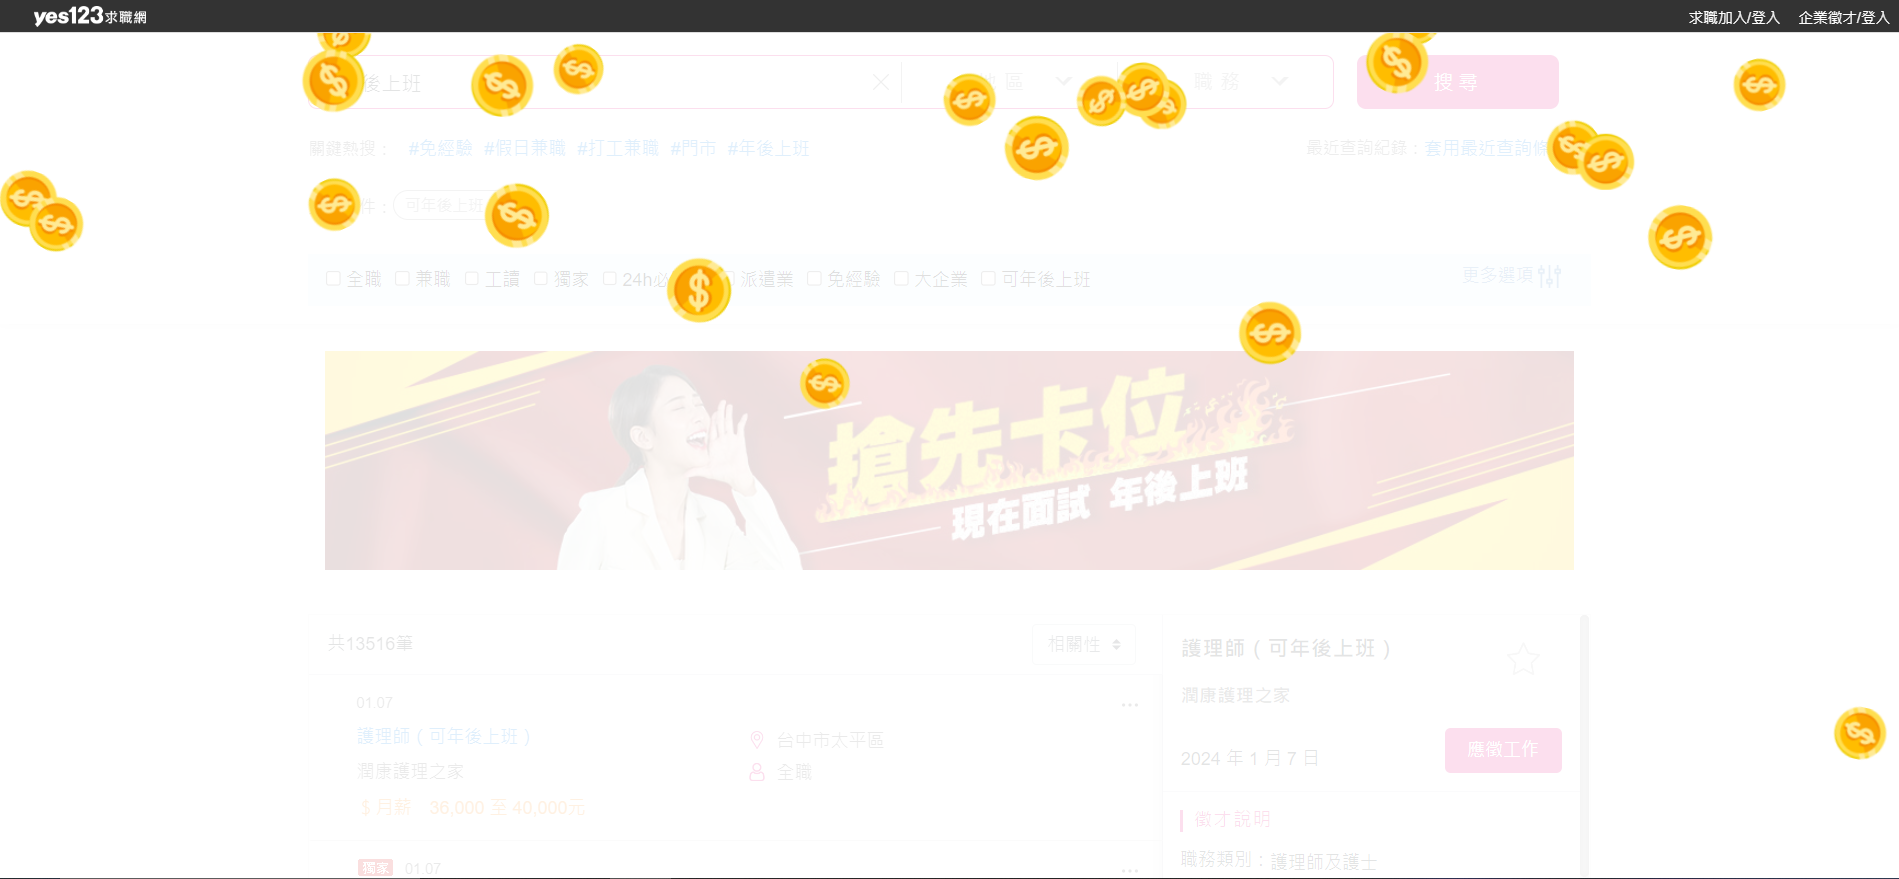 yes123求職網
求職加入/登入
企業徵才/登入
後上班
區
職務
搜尋
關鍵熱搜：
#免經驗 #假日兼職 #打工兼職 #門市 #年後上班
最近查詢紀錄：套用最近查詢條
件：
可年後上班
全職 兼職 工讀 獨家 24h必 派遣業 免經驗 大企業 可年後上班
更多選項
搶先卡位
現在面試 年後上班
共13516筆
相關性
01.07
護理師（可年後上班）
潤康護理之家
$ 月薪 36,000 至 40,000元
台中市太平區
全職
獨家 01.07
護理師（可年後上班）
潤康護理之家
2024 年 1 月 7 日
應徵工作
徵才說明
職務類別：護理師及護士